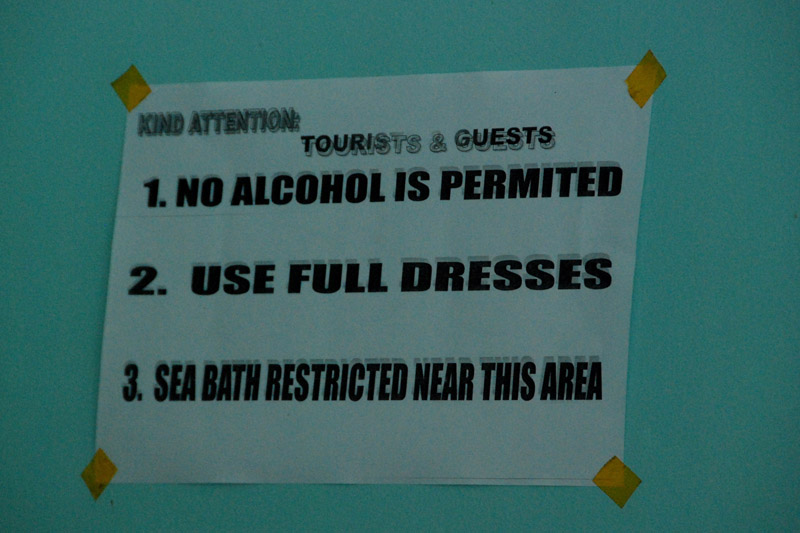 KIND ATTENTION:
TOURISTS & GUESTS
1. NO ALCOHOL IS PERMITED
2. USE FULL DRESSES
3. SEA BATH RESTRICTED NEAR THIS AREA